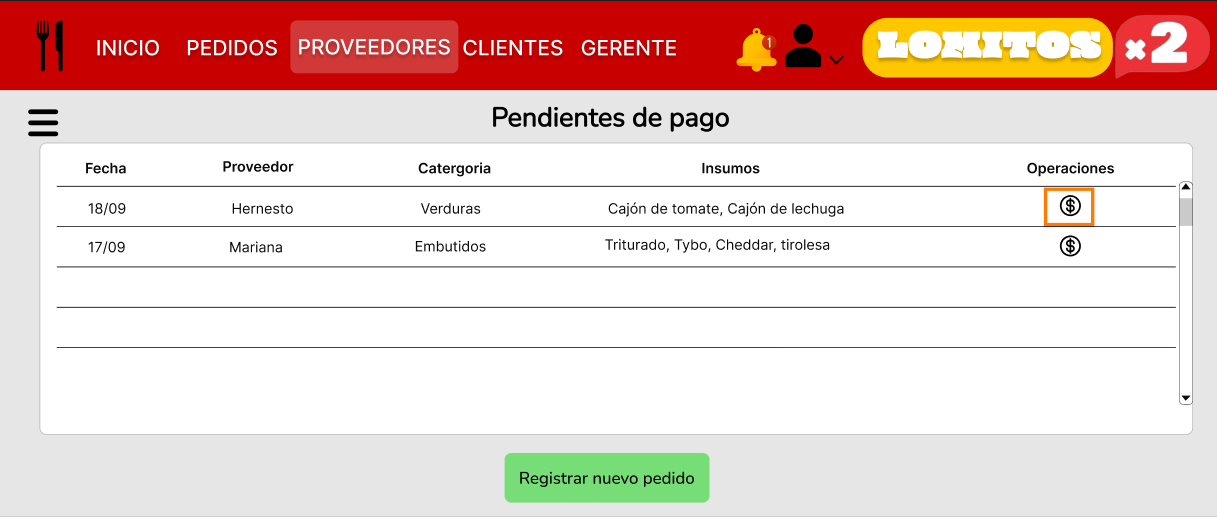 INICIO PEDIDOS PROVEEDORES CLIENTES GERENTE 1 LOMITOS ×2
Pendientes de pago
Fecha Proveedor Catergoria Insumos Operaciones
18/09 Hernesto Verduras Cajón de tomate, Cajón de lechuga $
17/09 Mariana Embutidos Triturado, Tybo, Cheddar, tirolesa $
Registrar nuevo pedido